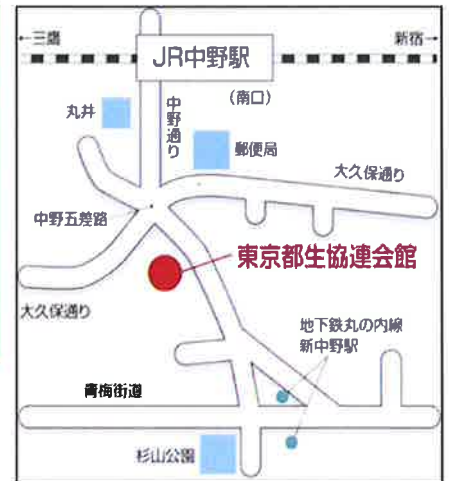 ←三鷹
新宿→
JR中野駅
(南口)
丸井
中野通り
郵便局
大久保通り
中野五差路
東京都生協連会館
大久保通り
地下鉄丸の内線
新中野駅
青梅街道
杉山公園